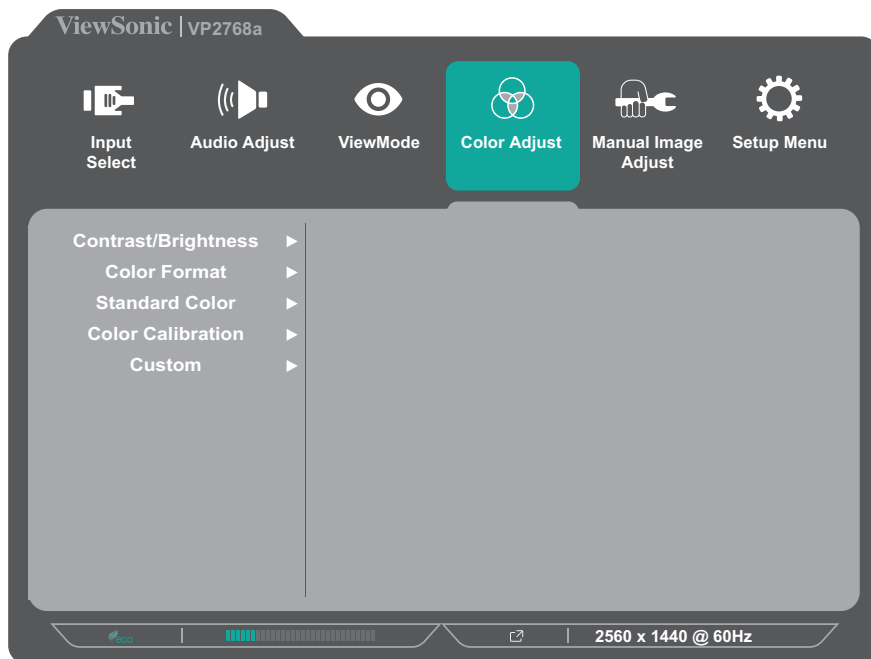 ViewSonic | VP2768a
Input
Select
Audio Adjust
ViewMode
Color Adjust
Manual Image
Adjust
Setup Menu
Contrast/Brightness
Color Format
Standard Color
Color Calibration
Custom
eco
2560 x 1440 @ 60Hz